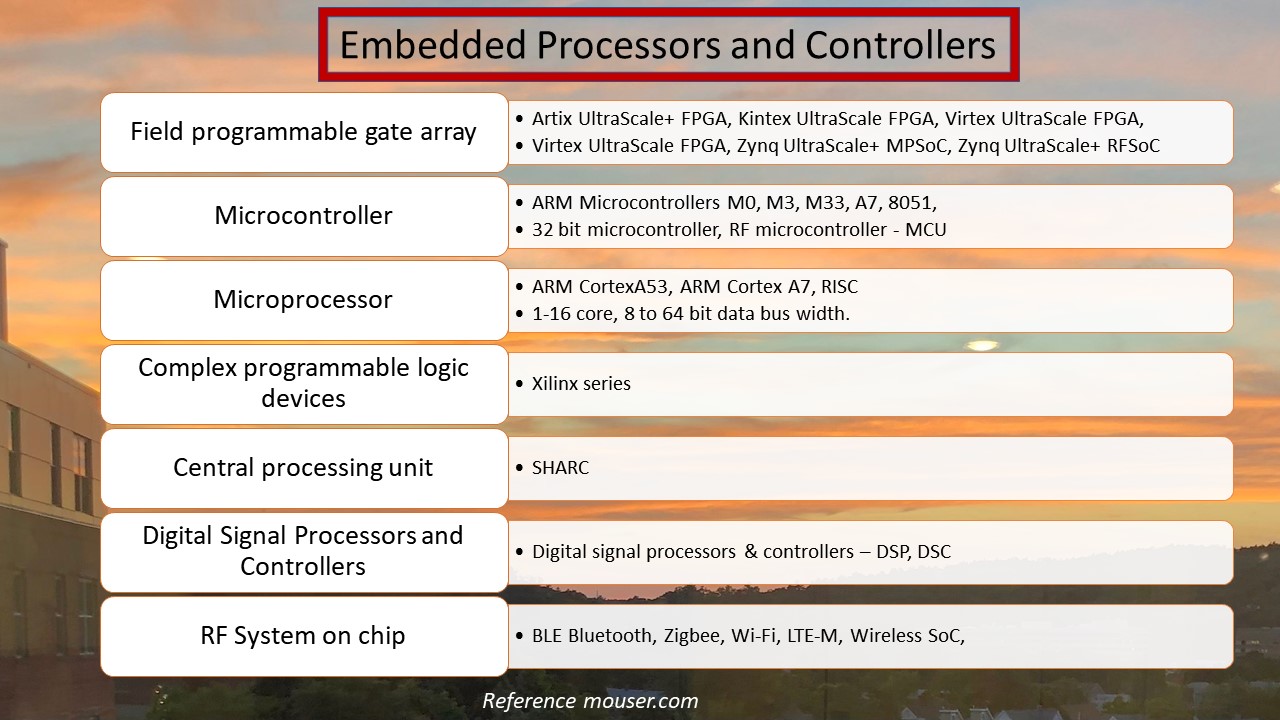 Embedded Processors and Controllers
Field programmable gate array
• Artix UltraScale+ FPGA, Kintex UltraScale FPGA, Virtex UltraScale FPGA,
• Virtex UltraScale FPGA, Zynq UltraScale+ MPSoC, Zynq UltraScale+ RFSoC
Microcontroller
• ARM Microcontrollers M0, M3, M33, A7, 8051,
• 32 bit microcontroller, RF microcontroller - MCU
Microprocessor
• ARM CortexA53, ARM Cortex A7, RISC
• 1-16 core, 8 to 64 bit data bus width.
Complex programmable logic
devices
• Xilinx series
Central processing unit
• SHARC
Digital Signal Processors and
Controllers
• Digital signal processors & controllers – DSP, DSC
RF System on chip
• BLE Bluetooth, Zigbee, Wi-Fi, LTE-M, Wireless SoC,
Reference mouser.com